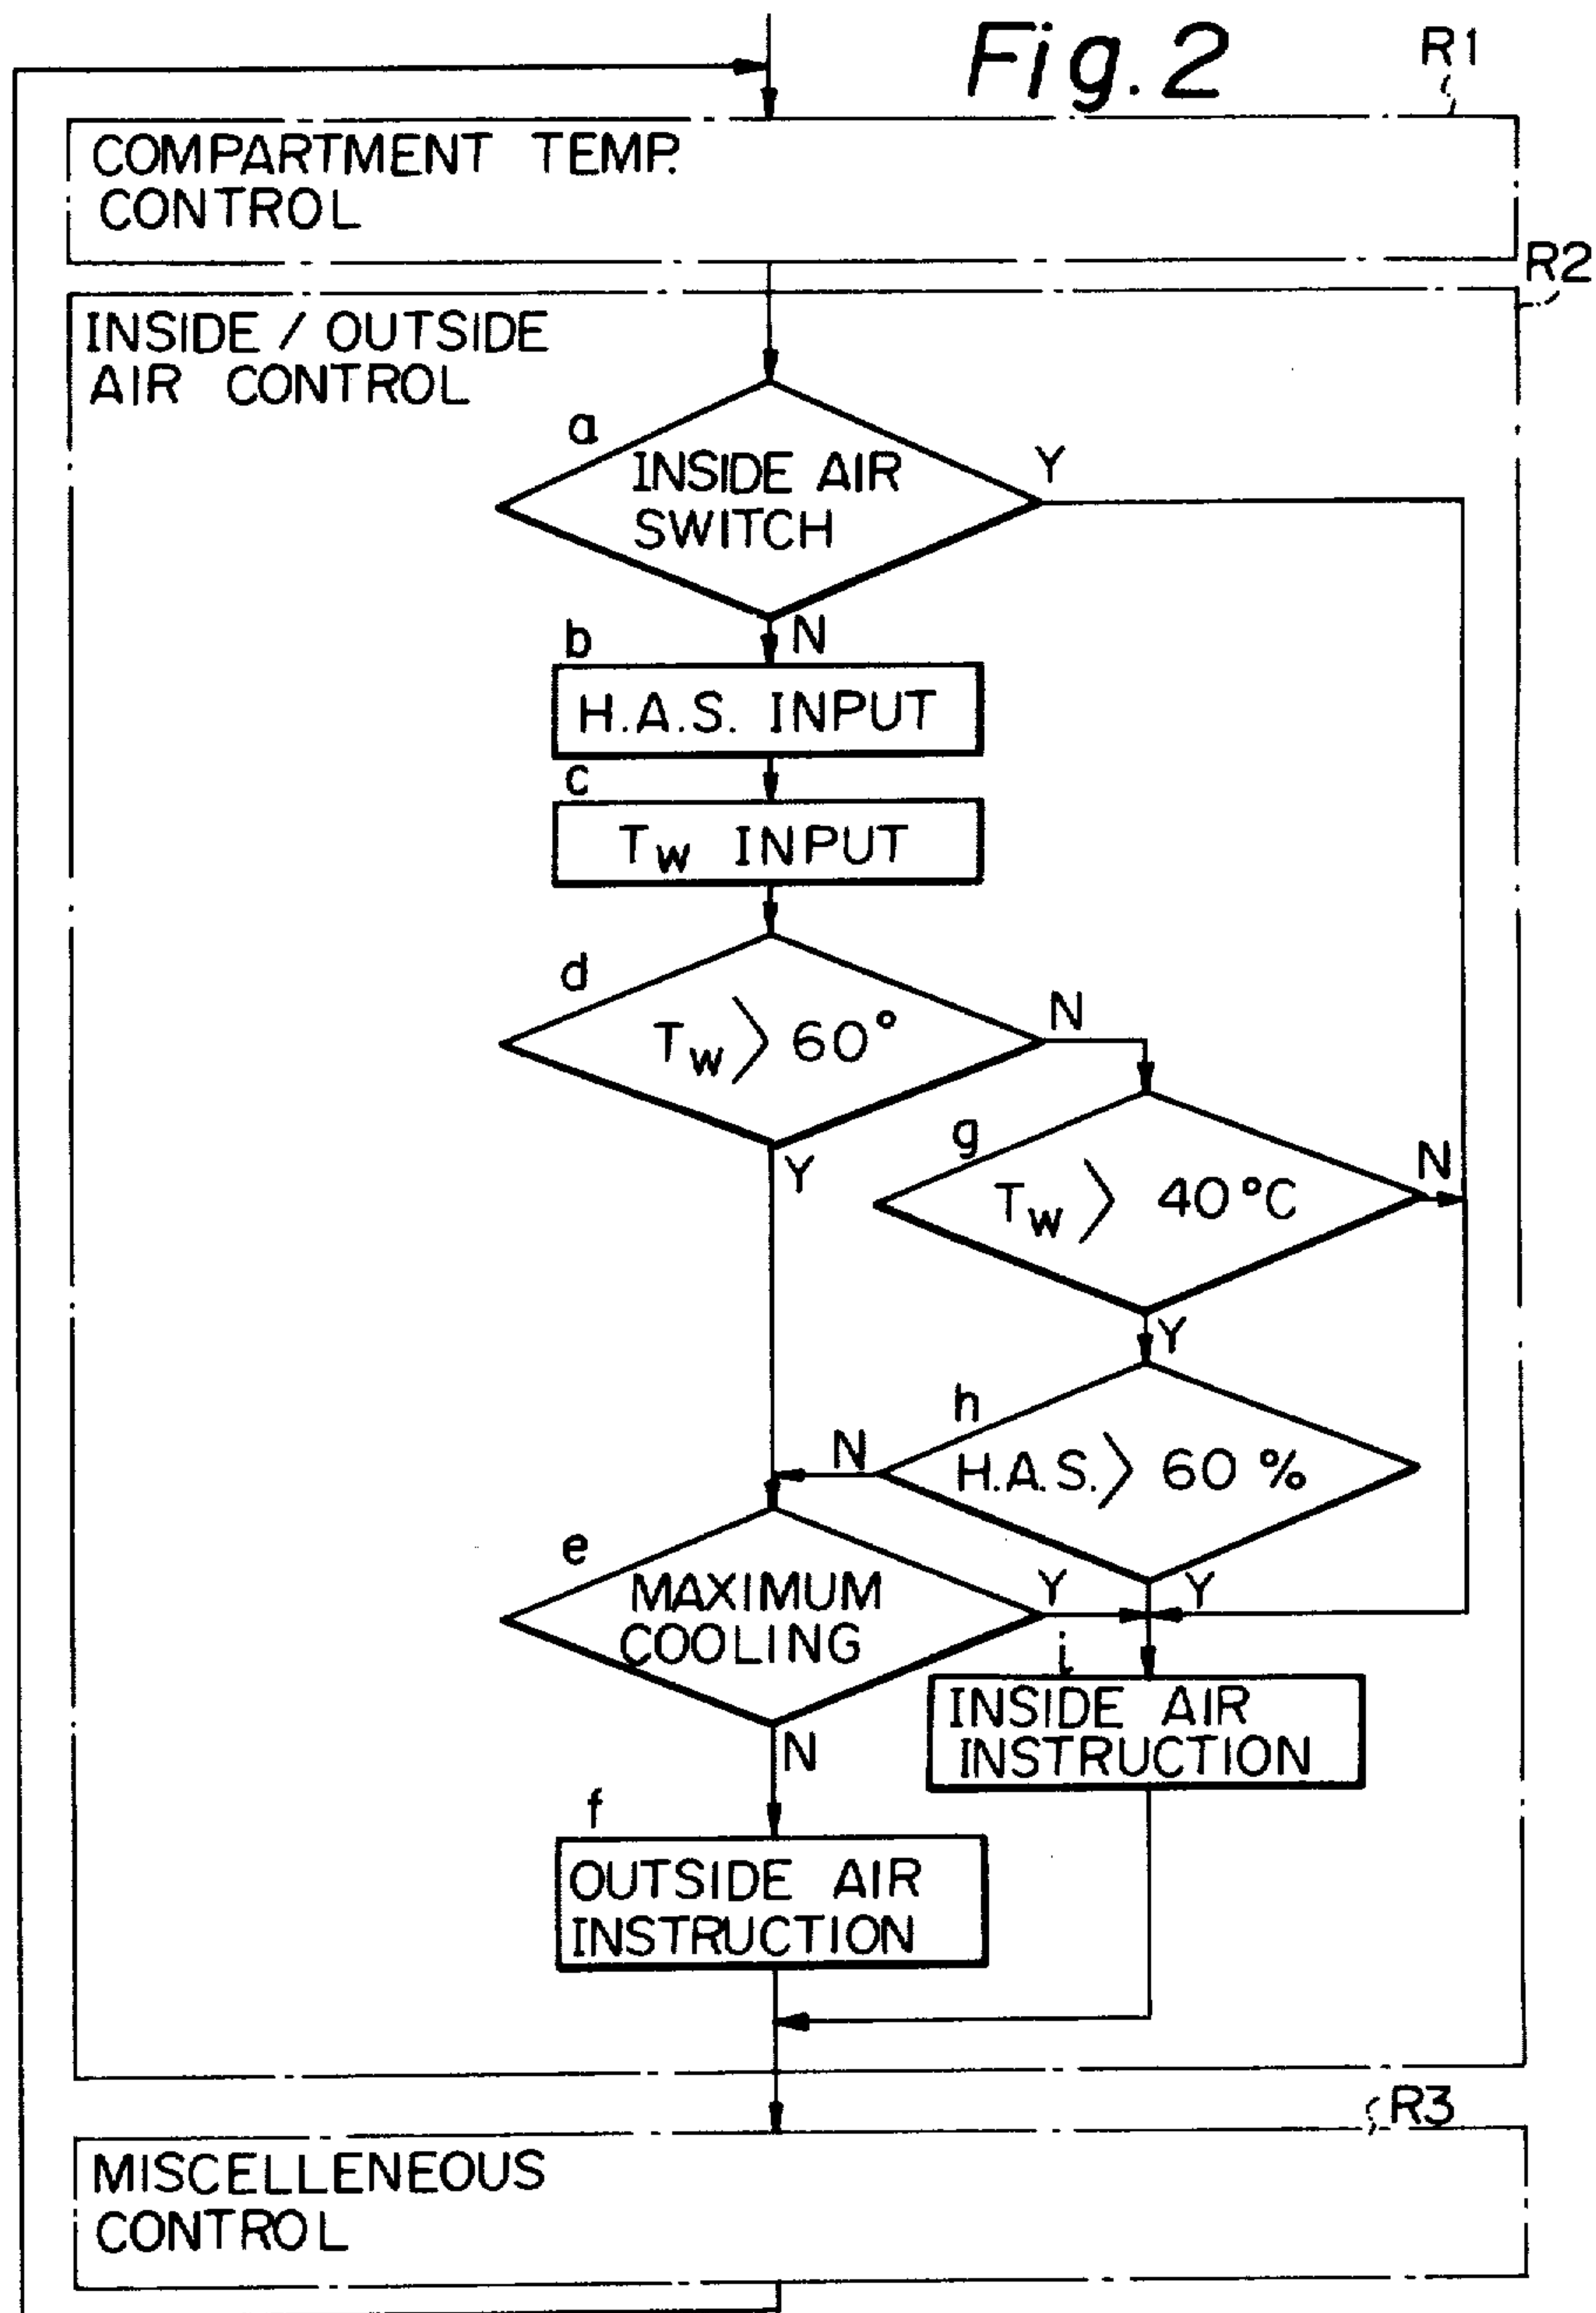 Fig. 2
R1
COMPARTMENT TEMP.
CONTROL
R2
INSIDE / OUTSIDE
AIR CONTROL
a
INSIDE AIR
SWITCH
Y
N
b
H.A.S. INPUT
c
Tw INPUT
d
Tw > 60°
N
Y
g
Tw > 40°C
N
Y
h
H.A.S. > 60 %
N
Y
e
MAXIMUM
COOLING
Y
N
i
INSIDE AIR
INSTRUCTION
f
OUTSIDE AIR
INSTRUCTION
R3
MISCELLENEOUS
CONTROL